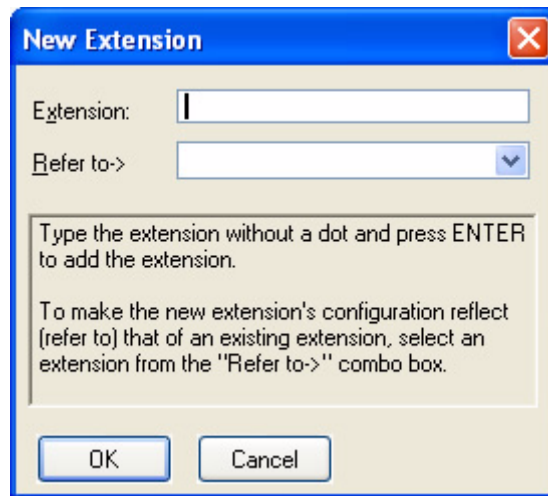 New Extension
Extension:
Refer to->
Type the extension without a dot and press ENTER
to add the extension.
To make the new extension's configuration reflect
(refer to) that of an existing extension, select an
extension from the "Refer to->" combo box.
OK
Cancel